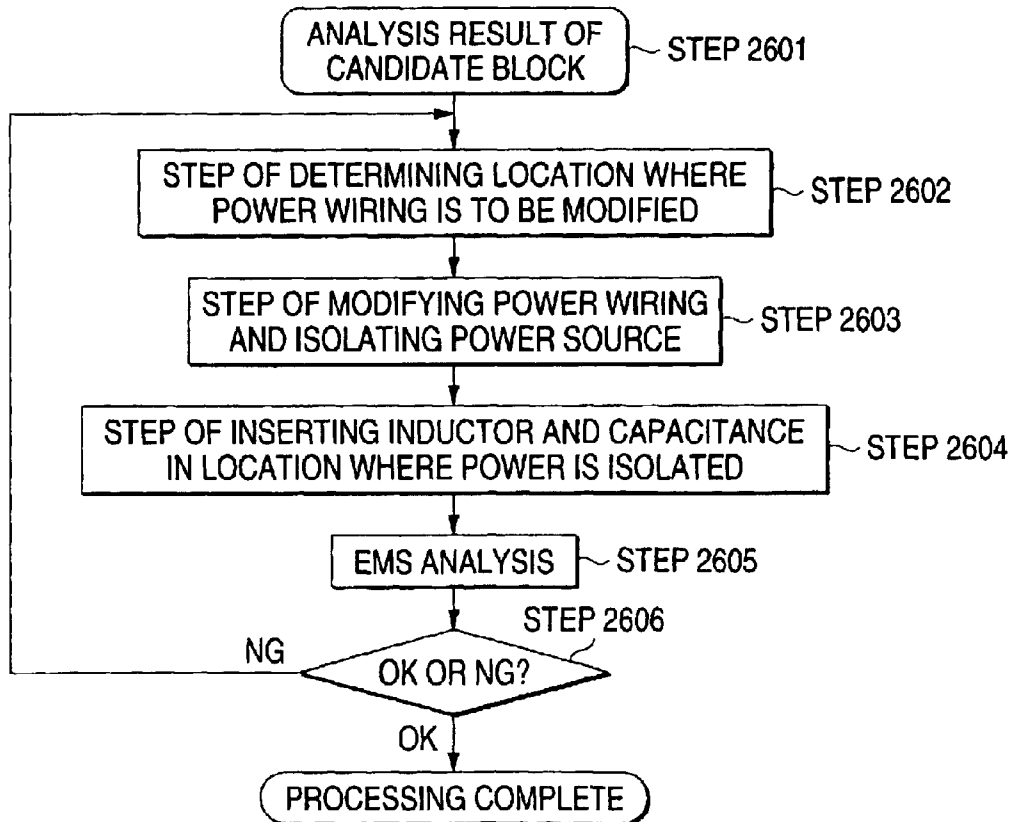 ANALYSIS RESULT OF
CANDIDATE BLOCK
STEP 2601
STEP OF DETERMINING LOCATION WHERE
POWER WIRING IS TO BE MODIFIED
STEP 2602
STEP OF MODIFYING POWER WIRING
AND ISOLATING POWER SOURCE
STEP 2603
STEP OF INSERTING INDUCTOR AND CAPACITANCE
IN LOCATION WHERE POWER IS ISOLATED
STEP 2604
EMS ANALYSIS
STEP 2605
STEP 2606
NG
OK OR NG?
OK
PROCESSING COMPLETE